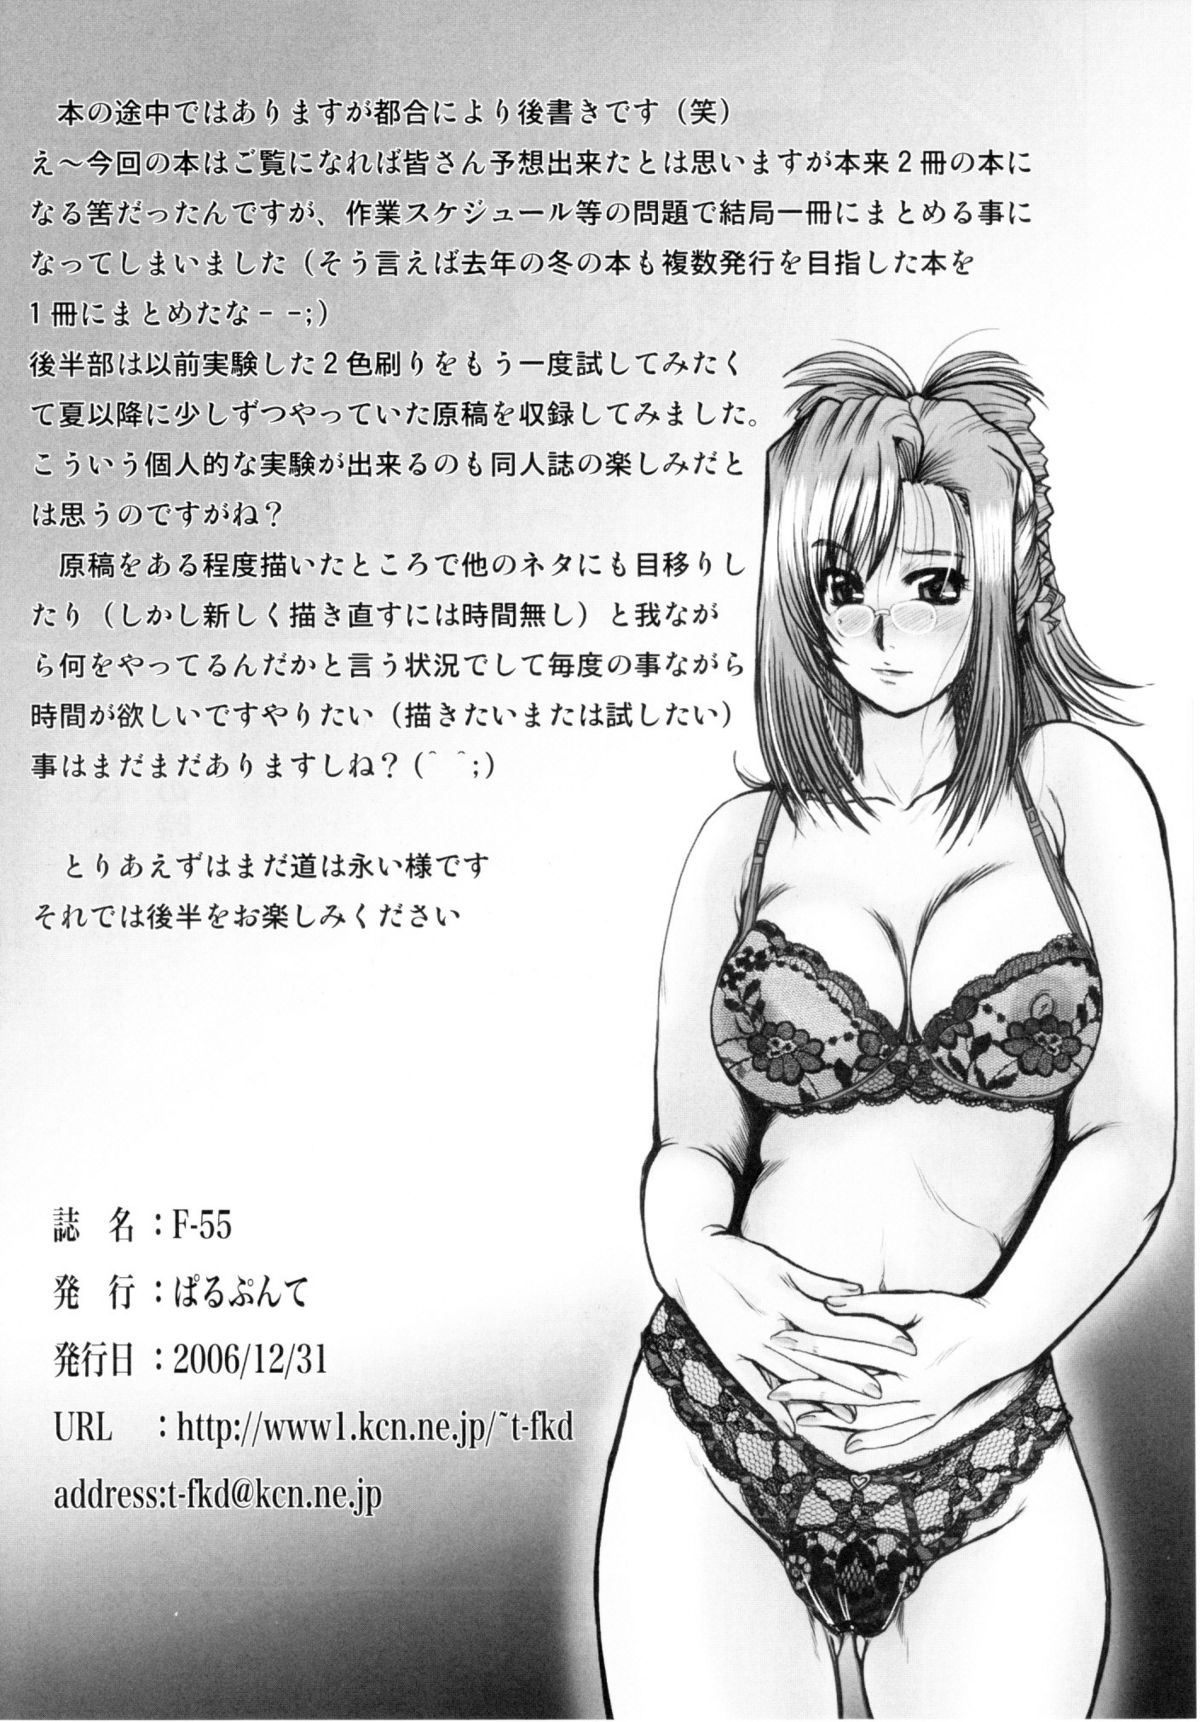 本の途中ではありますが都合により後書きです（笑）
え～今回の本はご覧になれば皆さん予想出来たとは思いますが本来２冊の本に
なる筈だったんですが、作業スケジュール等の問題で結局一冊にまとめる事に
なってしまいました（そう言えば去年の冬の本も複数発行を目指した本を
１冊にまとめたな－－;）
後半部は以前実験した２色刷りをもう一度試してみたく
て夏以降に少しずつやっていた原稿を収録してみました。
こういう個人的な実験が出来るのも同人誌の楽しみだと
は思うのですがね？
原稿をある程度描いたところで他のネタにも目移りし
たり（しかし新しく描き直すには時間無し）と我なが
ら何をやってるんだかと言う状況でして毎度の事ながら
時間が欲しいですやりたい（描きたいまたは試したい）
事はまだまだありますしね？(＾＾;)
とりあえずはまだ道は永い様です
それでは後半をお楽しみください
誌　名：F-55
発　行：ぱるぷんて
発行日：2006/12/31
URL　：http://www1.kcn.ne.jp/~t-fkd
address:t-fkd@kcn.ne.jp